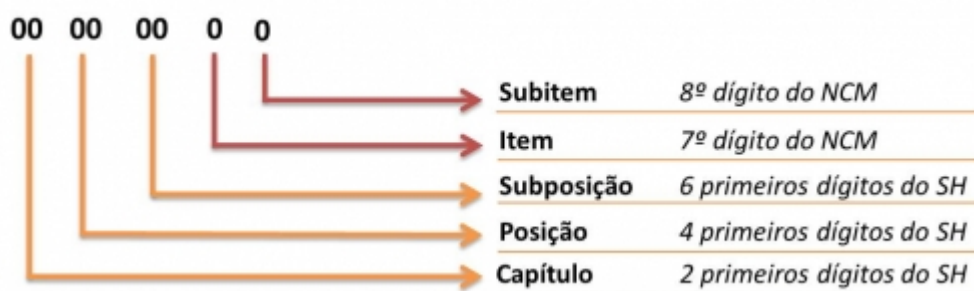 00 00 00 0 0
Subitem 8º dígito do NCM
Item 7º dígito do NCM
Subposição 6 primeiros dígitos do SH
Posição 4 primeiros dígitos do SH
Capítulo 2 primeiros dígitos do SH